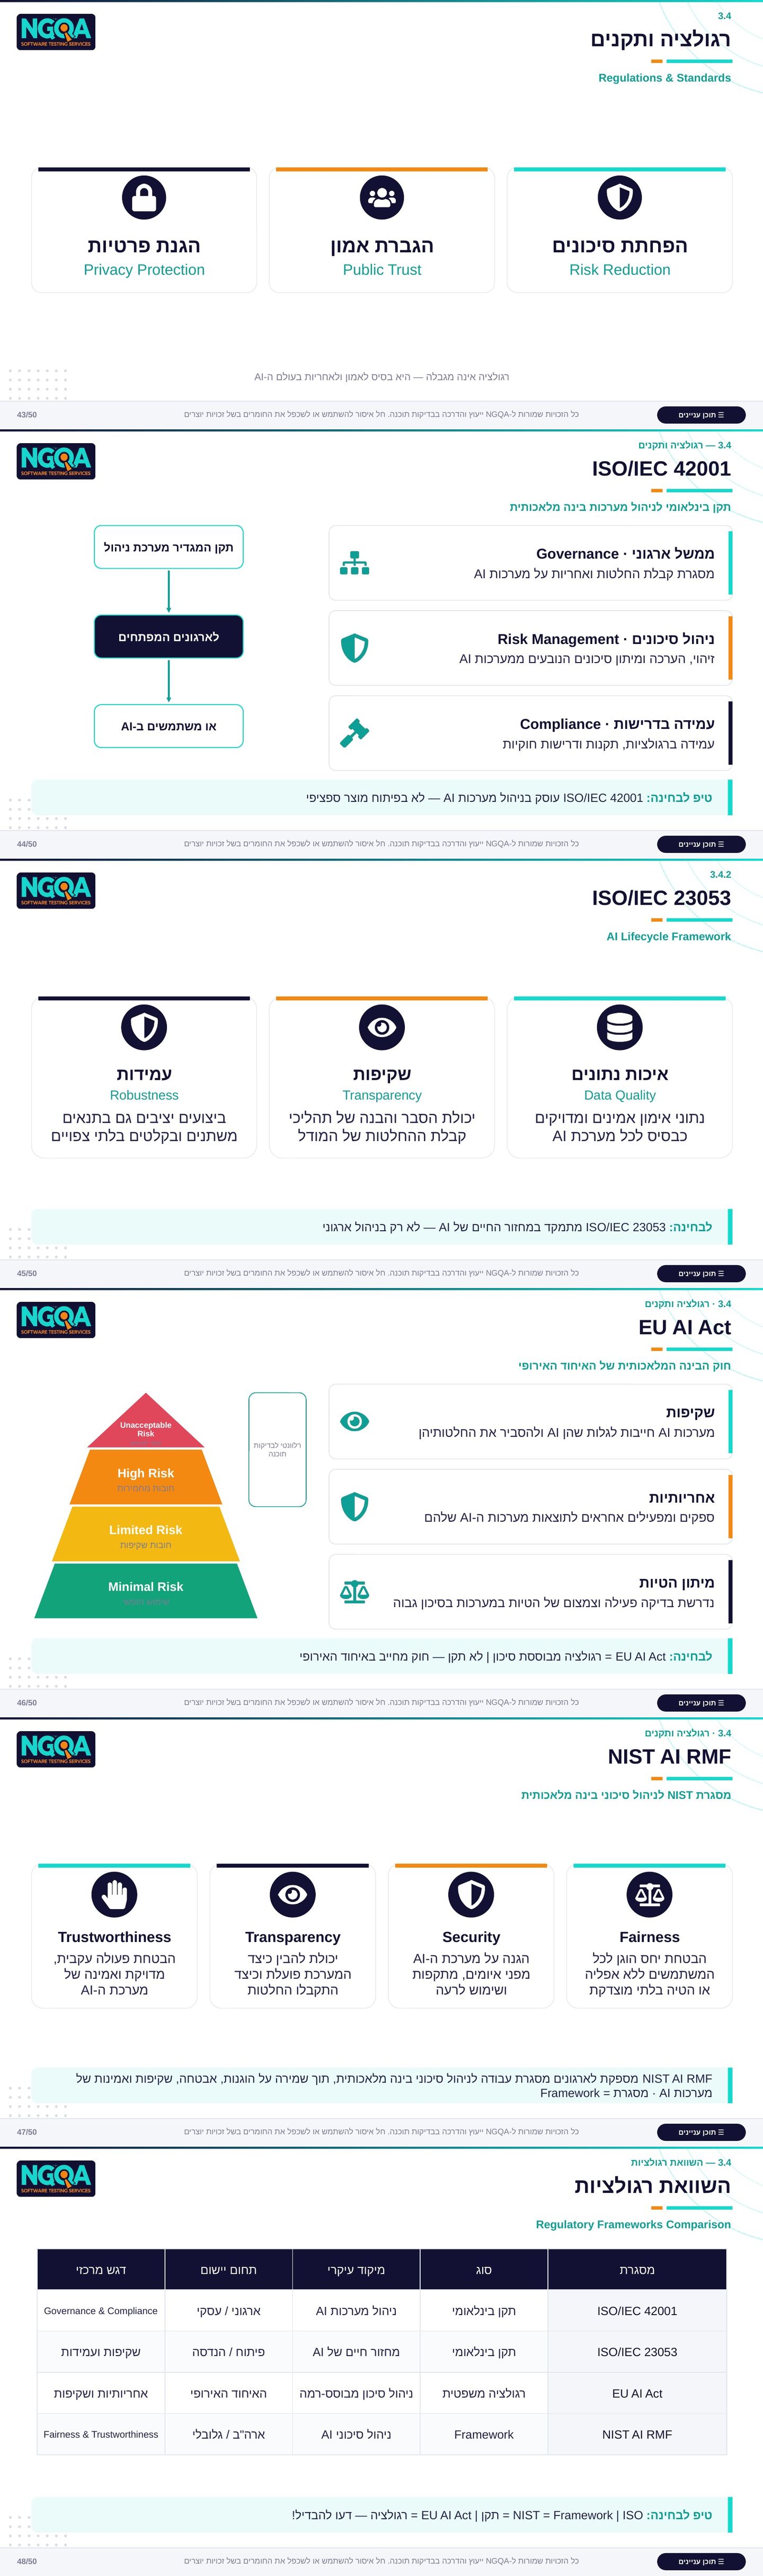 NGQA
SOFTWARE TESTING SERVICES
3.4
רגולציה ותקנים
Regulations & Standards
הפחתת סיכונים
Risk Reduction
הגברת אמון
Public Trust
הגנת פרטיות
Privacy Protection
רגולציה אינה מגבלה — היא בסיס לאמון ולאחריות בעולם ה-AI
☰ תוכן עניינים
כל הזכויות שמורות ל-NGQA ייעוץ והדרכה בבדיקות תוכנה. חל איסור להשתמש או לשכפל את החומרים בשל זכויות יוצרים
43/50
NGQA
SOFTWARE TESTING SERVICES
3.4 — רגולציה ותקנים
ISO/IEC 42001
תקן בינלאומי לניהול מערכות בינה מלאכותית
ממשל ארגוני · Governance
מסגרת קבלת החלטות ואחריות על מערכות AI
ניהול סיכונים · Risk Management
זיהוי, הערכה ומיתון סיכונים הנובעים ממערכות AI
עמידה בדרישות · Compliance
עמידה ברגולציות, תקנות ודרישות חוקיות
תקן המגדיר מערכת ניהול
לארגונים המפתחים
או משתמשים ב-AI
טיפ לבחינה: ISO/IEC 42001 עוסק בניהול מערכות AI — לא בפיתוח מוצר ספציפי
☰ תוכן עניינים
כל הזכויות שמורות ל-NGQA ייעוץ והדרכה בבדיקות תוכנה. חל איסור להשתמש או לשכפל את החומרים בשל זכויות יוצרים
44/50
NGQA
SOFTWARE TESTING SERVICES
3.4.2
ISO/IEC 23053
AI Lifecycle Framework
איכות נתונים
Data Quality
נתוני אימון אמינים ומדויקים
כבסיס לכל מערכת AI
שקיפות
Transparency
יכולת הסבר והבנה של תהליכי
קבלת ההחלטות של המודל
עמידות
Robustness
ביצועים יציבים גם בתנאים
משתנים ובקלטים בלתי צפויים
לבחינה: ISO/IEC 23053 מתמקד במחזור החיים של AI — לא רק בניהול ארגוני
☰ תוכן עניינים
כל הזכויות שמורות ל-NGQA ייעוץ והדרכה בבדיקות תוכנה. חל איסור להשתמש או לשכפל את החומרים בשל זכויות יוצרים
45/50
NGQA
SOFTWARE TESTING SERVICES
3.4 · רגולציה ותקנים
EU AI Act
חוק הבינה המלאכותית של האיחוד האירופי
שקיפות
מערכות AI חייבות לגלות שהן AI ולהסביר את החלטותיהן
אחריותיות
ספקים ומפעילים אחראים לתוצאות מערכות ה-AI שלהם
מיתון הטיות
נדרשת בדיקה פעילה וצמצום של הטיות במערכות בסיכון גבוה
רלוונטי לבדיקות
תוכנה
Unacceptable
Risk
High Risk
חובות מחמירות
Limited Risk
חובות שקיפות
Minimal Risk
לבחינה: EU AI Act = רגולציה מבוססת סיכון | לא תקן — חוק מחייב באיחוד האירופי
☰ תוכן עניינים
כל הזכויות שמורות ל-NGQA ייעוץ והדרכה בבדיקות תוכנה. חל איסור להשתמש או לשכפל את החומרים בשל זכויות יוצרים
46/50
NGQA
SOFTWARE TESTING SERVICES
3.4 · רגולציה ותקנים
NIST AI RMF
מסגרת NIST לניהול סיכוני בינה מלאכותית
Fairness
הבטחת יחס הוגן לכל
המשתמשים ללא אפליה
או הטיה בלתי מוצדקת
Security
הגנה על מערכת ה-AI
מפני איומים, מתקפות
ושימוש לרעה
Transparency
יכולת להבין כיצד
המערכת פועלת וכיצד
התקבלו החלטות
Trustworthiness
הבטחת פעולה עקבית,
מדויקת ואמינה של
מערכת ה-AI
NIST AI RMF מספקת לארגונים מסגרת עבודה לניהול סיכוני בינה מלאכותית, תוך שמירה על הוגנות, אבטחה, שקיפות ואמינות של
מערכות AI · מסגרת = Framework
☰ תוכן עניינים
כל הזכויות שמורות ל-NGQA ייעוץ והדרכה בבדיקות תוכנה. חל איסור להשתמש או לשכפל את החומרים בשל זכויות יוצרים
47/50
NGQA
SOFTWARE TESTING SERVICES
3.4 — השוואת רגולציות
השוואת רגולציות
Regulatory Frameworks Comparison
מסגרת סוג מיקוד עיקרי תחום יישום דגש מרכזי
ISO/IEC 42001 תקן בינלאומי ניהול מערכות AI ארגוני / עסקי Governance & Compliance
ISO/IEC 23053 תקן בינלאומי מחזור חיים של AI פיתוח / הנדסה שקיפות ועמידות
EU AI Act רגולציה משפטית ניהול סיכון מבוסס-רמה האיחוד האירופי אחריותיות ושקיפות
NIST AI RMF Framework ניהול סיכוני AI ארה"ב / גלובלי Fairness & Trustworthiness
טיפ לבחינה: ISO = תקן | EU AI Act = רגולציה | NIST = Framework — דעו להבדיל!
☰ תוכן עניינים
כל הזכויות שמורות ל-NGQA ייעוץ והדרכה בבדיקות תוכנה. חל איסור להשתמש או לשכפל את החומרים בשל זכויות יוצרים
48/50